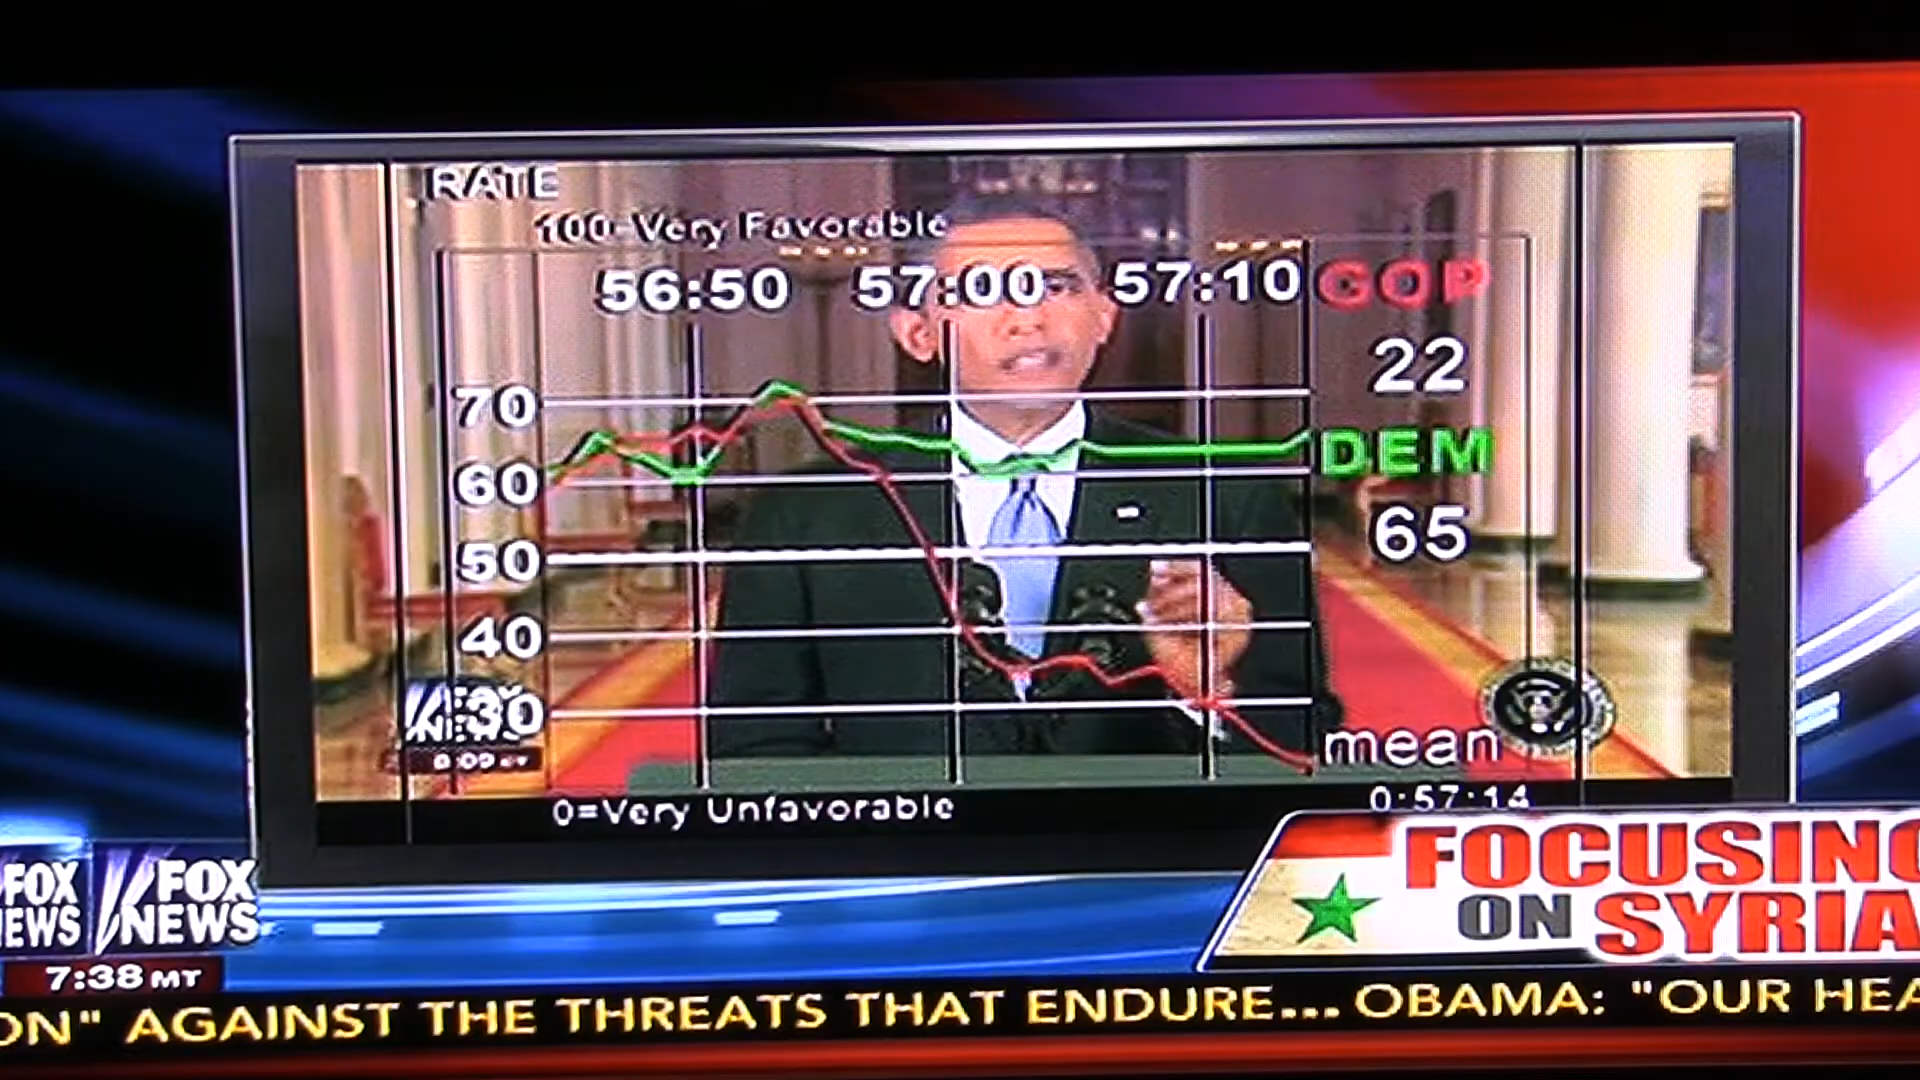 RATE
100=Very Favorable
56:50 57:00 57:10 GOP
22
70
DEM
60
65
50
40
30
mean
0=Very Unfavorable
0:57:14
FOCUSING
ON SYRIA
FOX
NEWS
FOX
NEWS
7:38 MT
ON" AGAINST THE THREATS THAT ENDURE... OBAMA: "OUR HEA